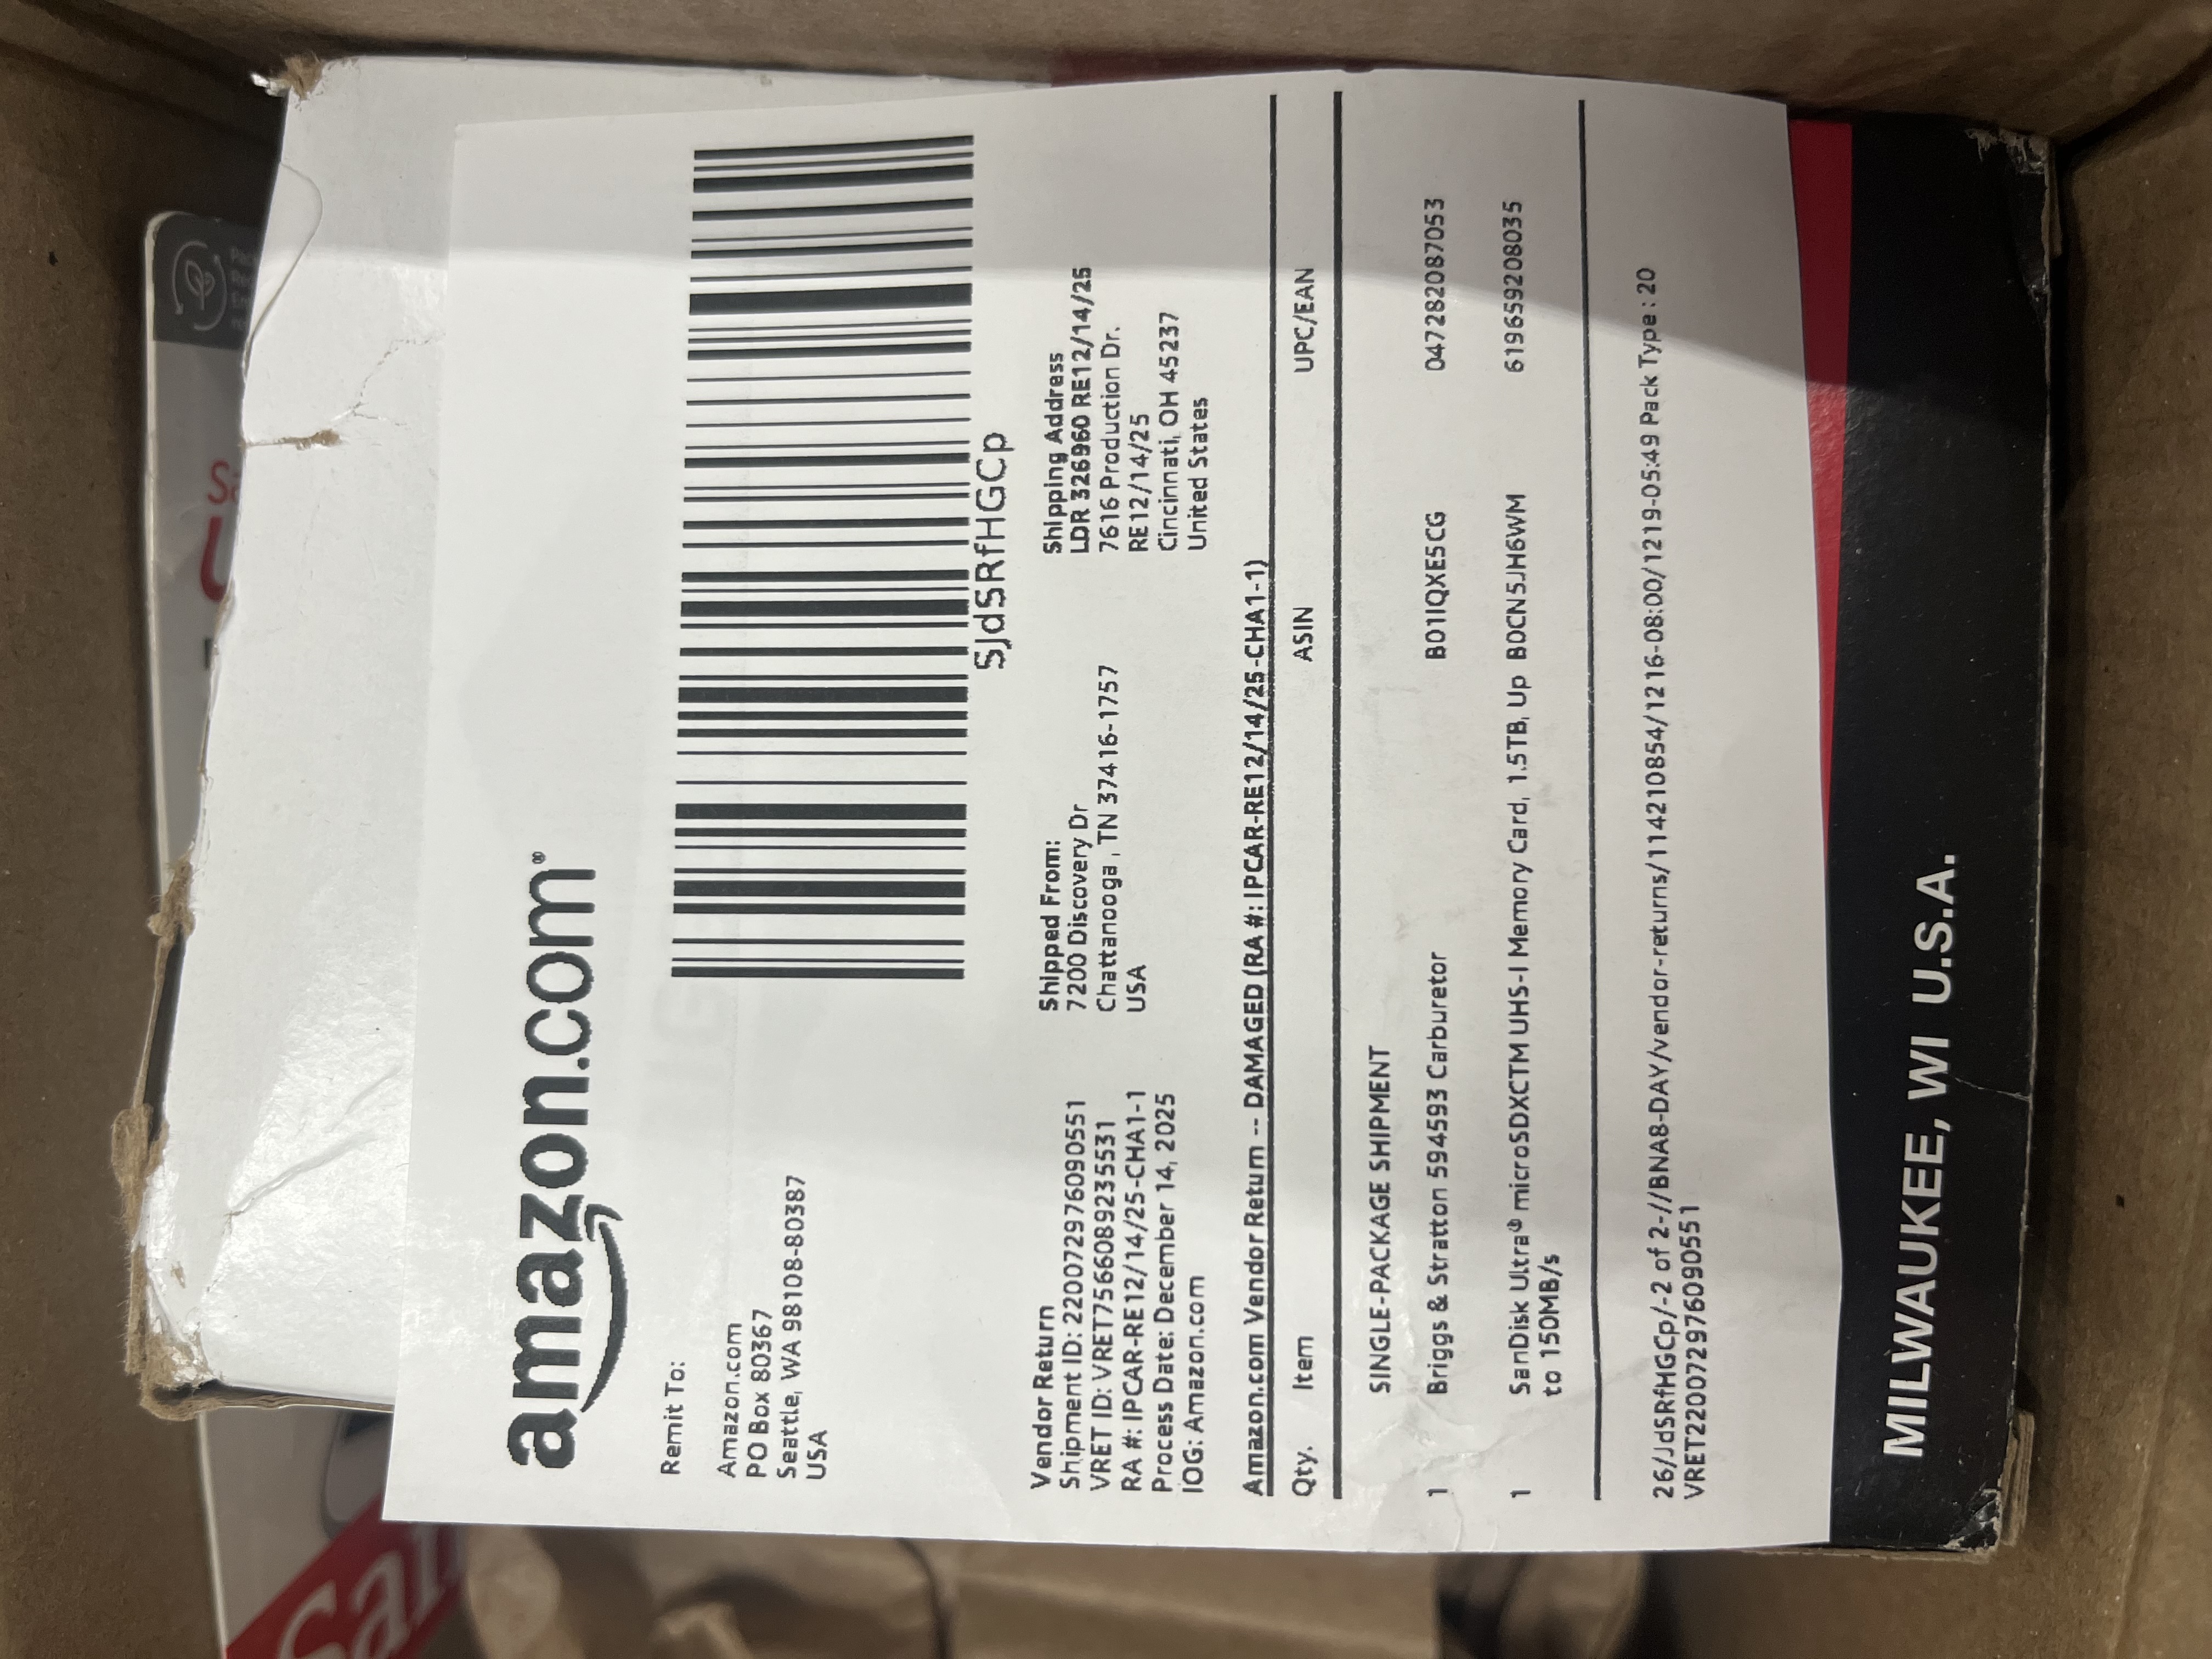 amazon.com®
Remit To:
Amazon.com
PO Box 80367
Seattle, WA 98108-80387
USA
SJdSRfHGCp
Vendor Return
Shipment ID: 220072976090551
VRET ID: VRET75660892355​31
RA #: IPCAR-RE12/14/25-CHA1-1
Process Date: December 14, 2025
IOG: Amazon.com
Shipped From:
7200 Discovery Dr
Chattanooga , TN 37416-1757
USA
Shipping Address
LDR 326960 RE12/14/25
7616 Production Dr.
RE12/14/25
Cincinnati, OH 45237
United States
Amazon.com Vendor Return -- DAMAGED (RA #: IPCAR-RE12/14/25-CHA1-1)
Qty. Item ASIN UPC/EAN
SINGLE-PACKAGE SHIPMENT
1 Briggs & Stratton 594593 Carburetor B01IQXE5CG 047282087053
1 SanDisk Ultra® microSDXCTM UHS-I Memory Card, 1.5TB, Up B0CN5JH6WM 619659208035
to 150MB/s
26/JdSRfHGCp/-2 of 2-//BNA8-DAY/vendor-returns/114210854/1216-08:00/1219-05:49 Pack Type : 20
VRET220072976090551
MILWAUKEE, WI U.S.A.
San